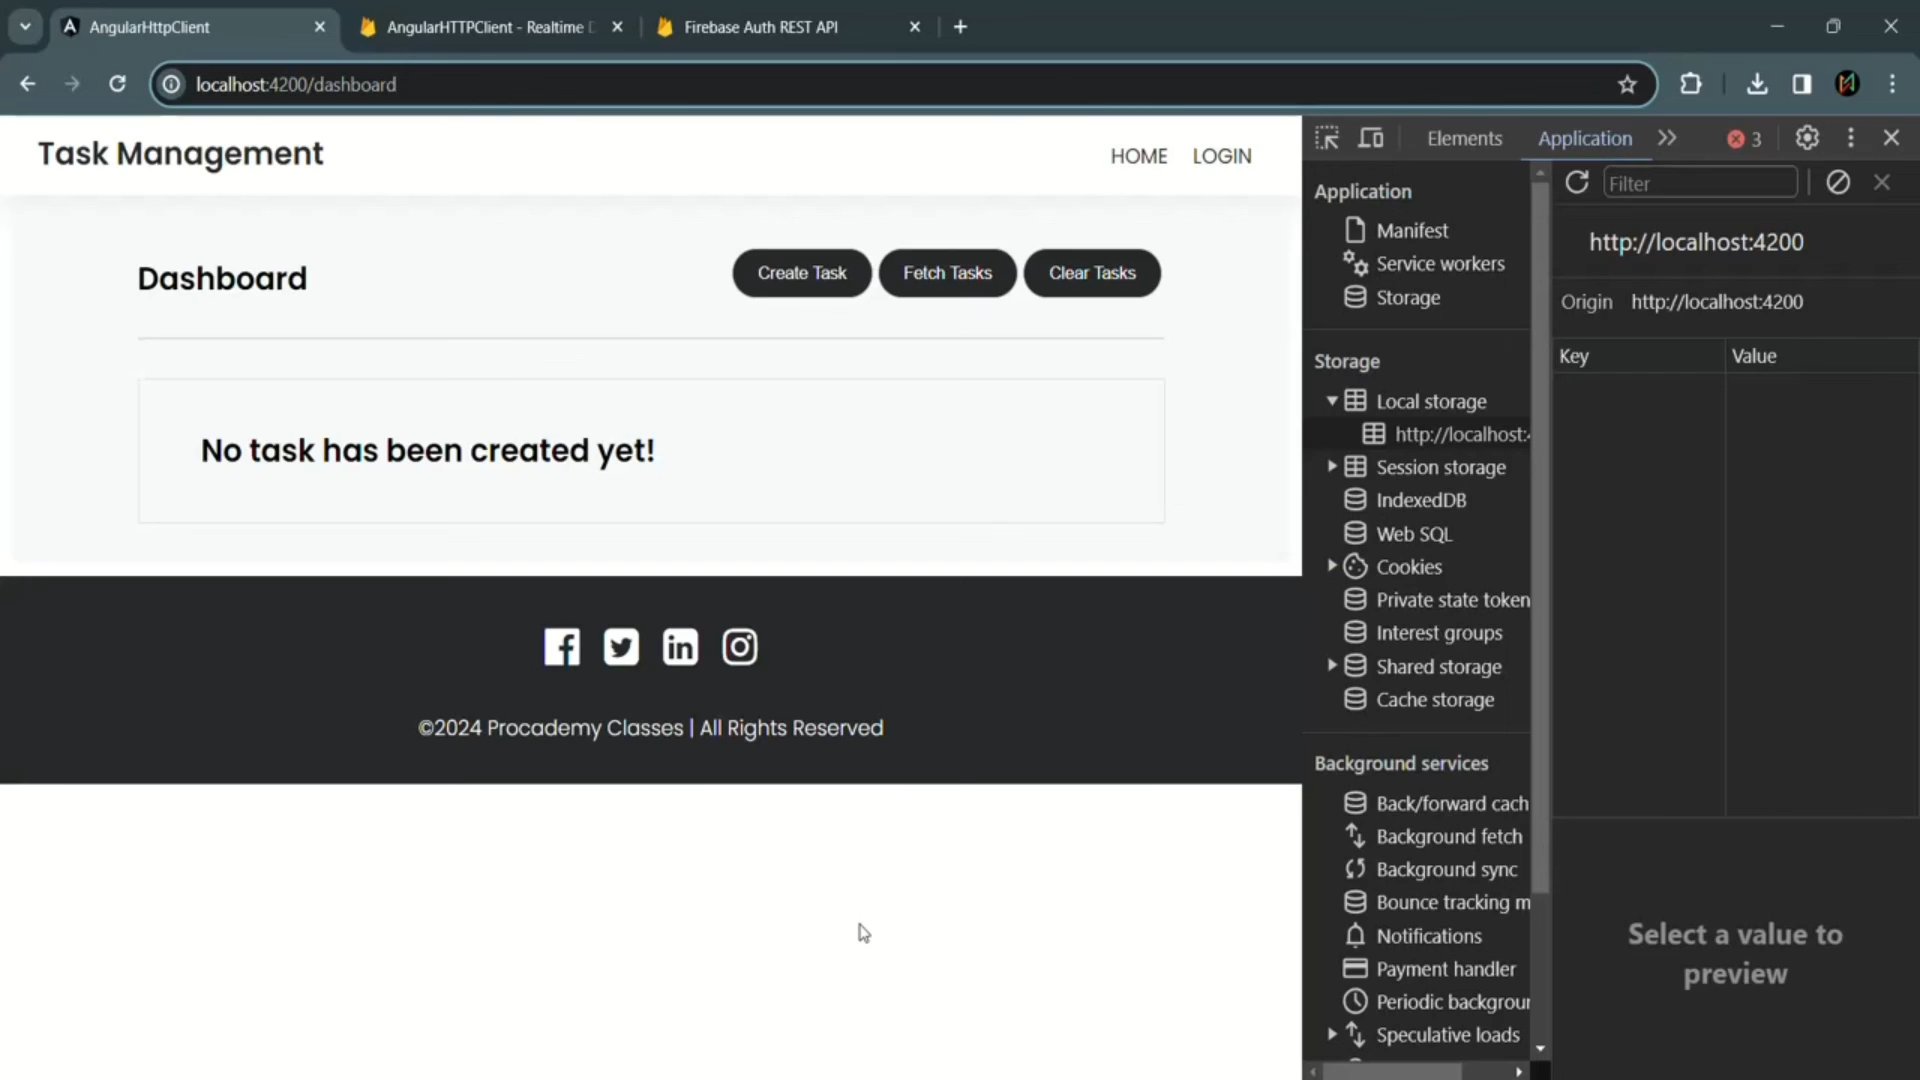 AngularHttpClient
AngularHTTPClient - Realtime
Firebase Auth REST API
localhost:4200/dashboard
Task Management
HOME
LOGIN
Dashboard
Create Task
Fetch Tasks
Clear Tasks
No task has been created yet!
©2024 Procademy Classes | All Rights Reserved
Elements
Application
3
Application
Manifest
Service workers
Storage
Storage
Local storage
http://localhost:4
Session storage
IndexedDB
Web SQL
Cookies
Private state token
Interest groups
Shared storage
Cache storage
Background services
Back/forward cach
Background fetch
Background sync
Bounce tracking m
Notifications
Payment handler
Periodic backgrour
Speculative loads
Filter
http://localhost:4200
Origin http://localhost:4200
Key
Value
Select a value to
preview